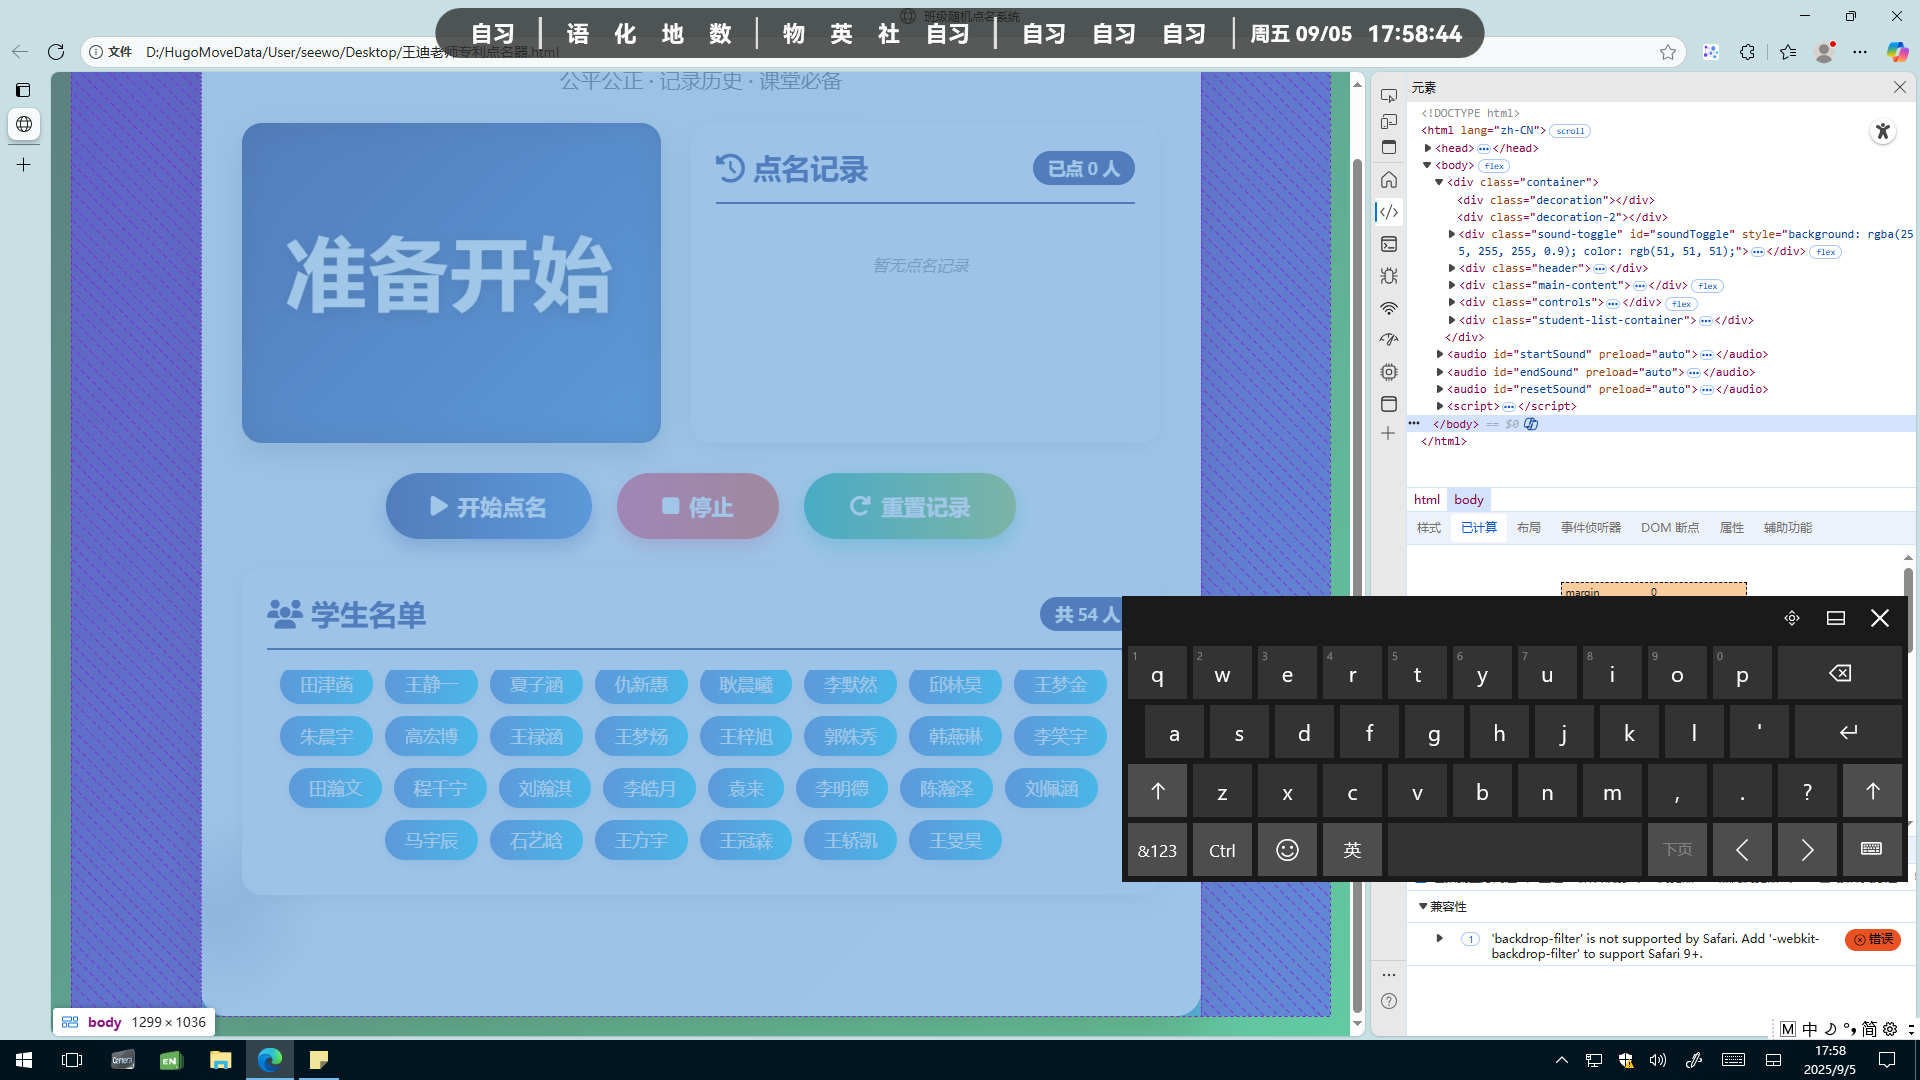 班级随机点名系统
自习 | 语 化 地 数 | 物 英 社 自习 | 自习 自习 自习 | 周五 09/05 17:58:44
文件 D:/HugoMoveData/User/seewo/Desktop/王迪老师专利点名器.html
公平公正 · 记录历史 · 课堂必备
准备开始
点名记录
已点 0 人
暂无点名记录
开始点名
停止
重置记录
学生名单
共 54 人
田津菡 王静一 夏子涵 仇新惠 耿晨曦 李默然 邱林昊 王梦金
朱晨宇 高宏博 王禄涵 王梦炀 王梓旭 郭姝秀 韩燕琳 李笑宇
田瀚文 程千宁 刘瀚淇 李皓月 袁来 李明德 陈瀚泽 刘佩涵
马宇辰 石艺晗 王方宇 王冠森 王轿凯 王旻昊
body 1299 × 1036
元素
<!DOCTYPE html>
<html lang="zh-CN"> scroll
<head> ••• </head>
<body> flex
<div class="container">
<div class="decoration"></div>
<div class="decoration-2"></div>
<div class="sound-toggle" id="soundToggle" style="background: rgba(25
5, 255, 255, 0.9); color: rgb(51, 51, 51);"> ••• </div> flex
<div class="header"> ••• </div>
<div class="main-content"> ••• </div> flex
<div class="controls"> ••• </div> flex
<div class="student-list-container"> ••• </div>
</div>
<audio id="startSound" preload="auto"> ••• </audio>
<audio id="endSound" preload="auto"> ••• </audio>
<audio id="resetSound" preload="auto"> ••• </audio>
<script> ••• </script>
••• </body> == $0
</html>
html body
样式 已计算 布局 事件侦听器 DOM 断点 属性 辅助功能
margin 0
1 2 3 4 5 6 7 8 9 0
q w e r t y u i o p
a s d f g h j k l '
z x c v b n m , . ?
&123 Ctrl 英 下页
兼容性
1 'backdrop-filter' is not supported by Safari. Add '-webkit-
backdrop-filter' to support Safari 9+.
错误
M 中 简
Camera
EN
17:58
2025/9/5